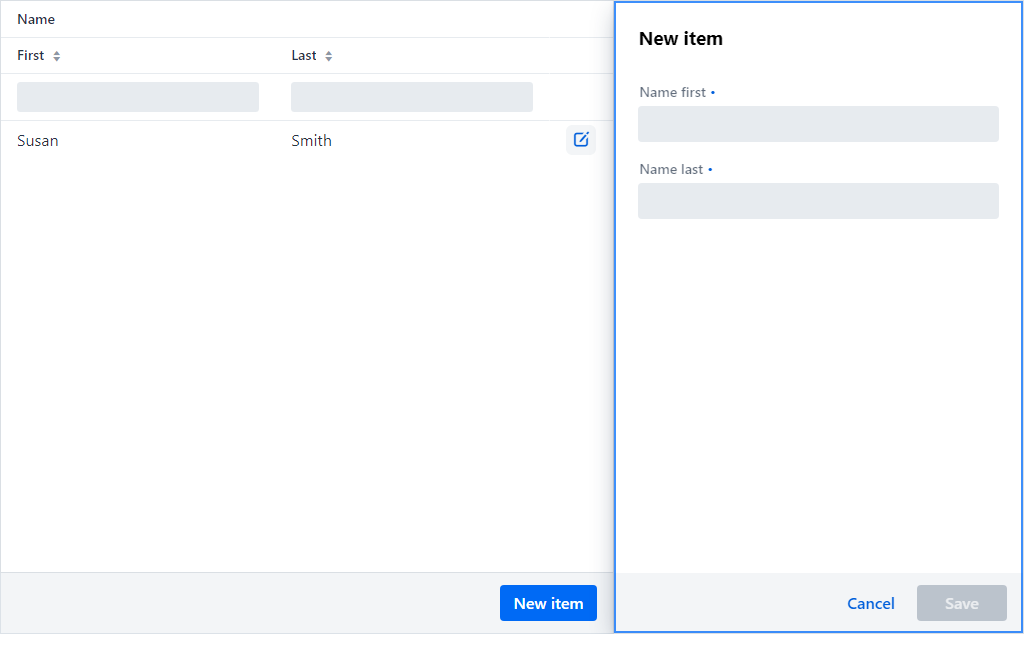 Name
First Last
Susan Smith
New item
New item
Name first •
Name last •
Cancel Save